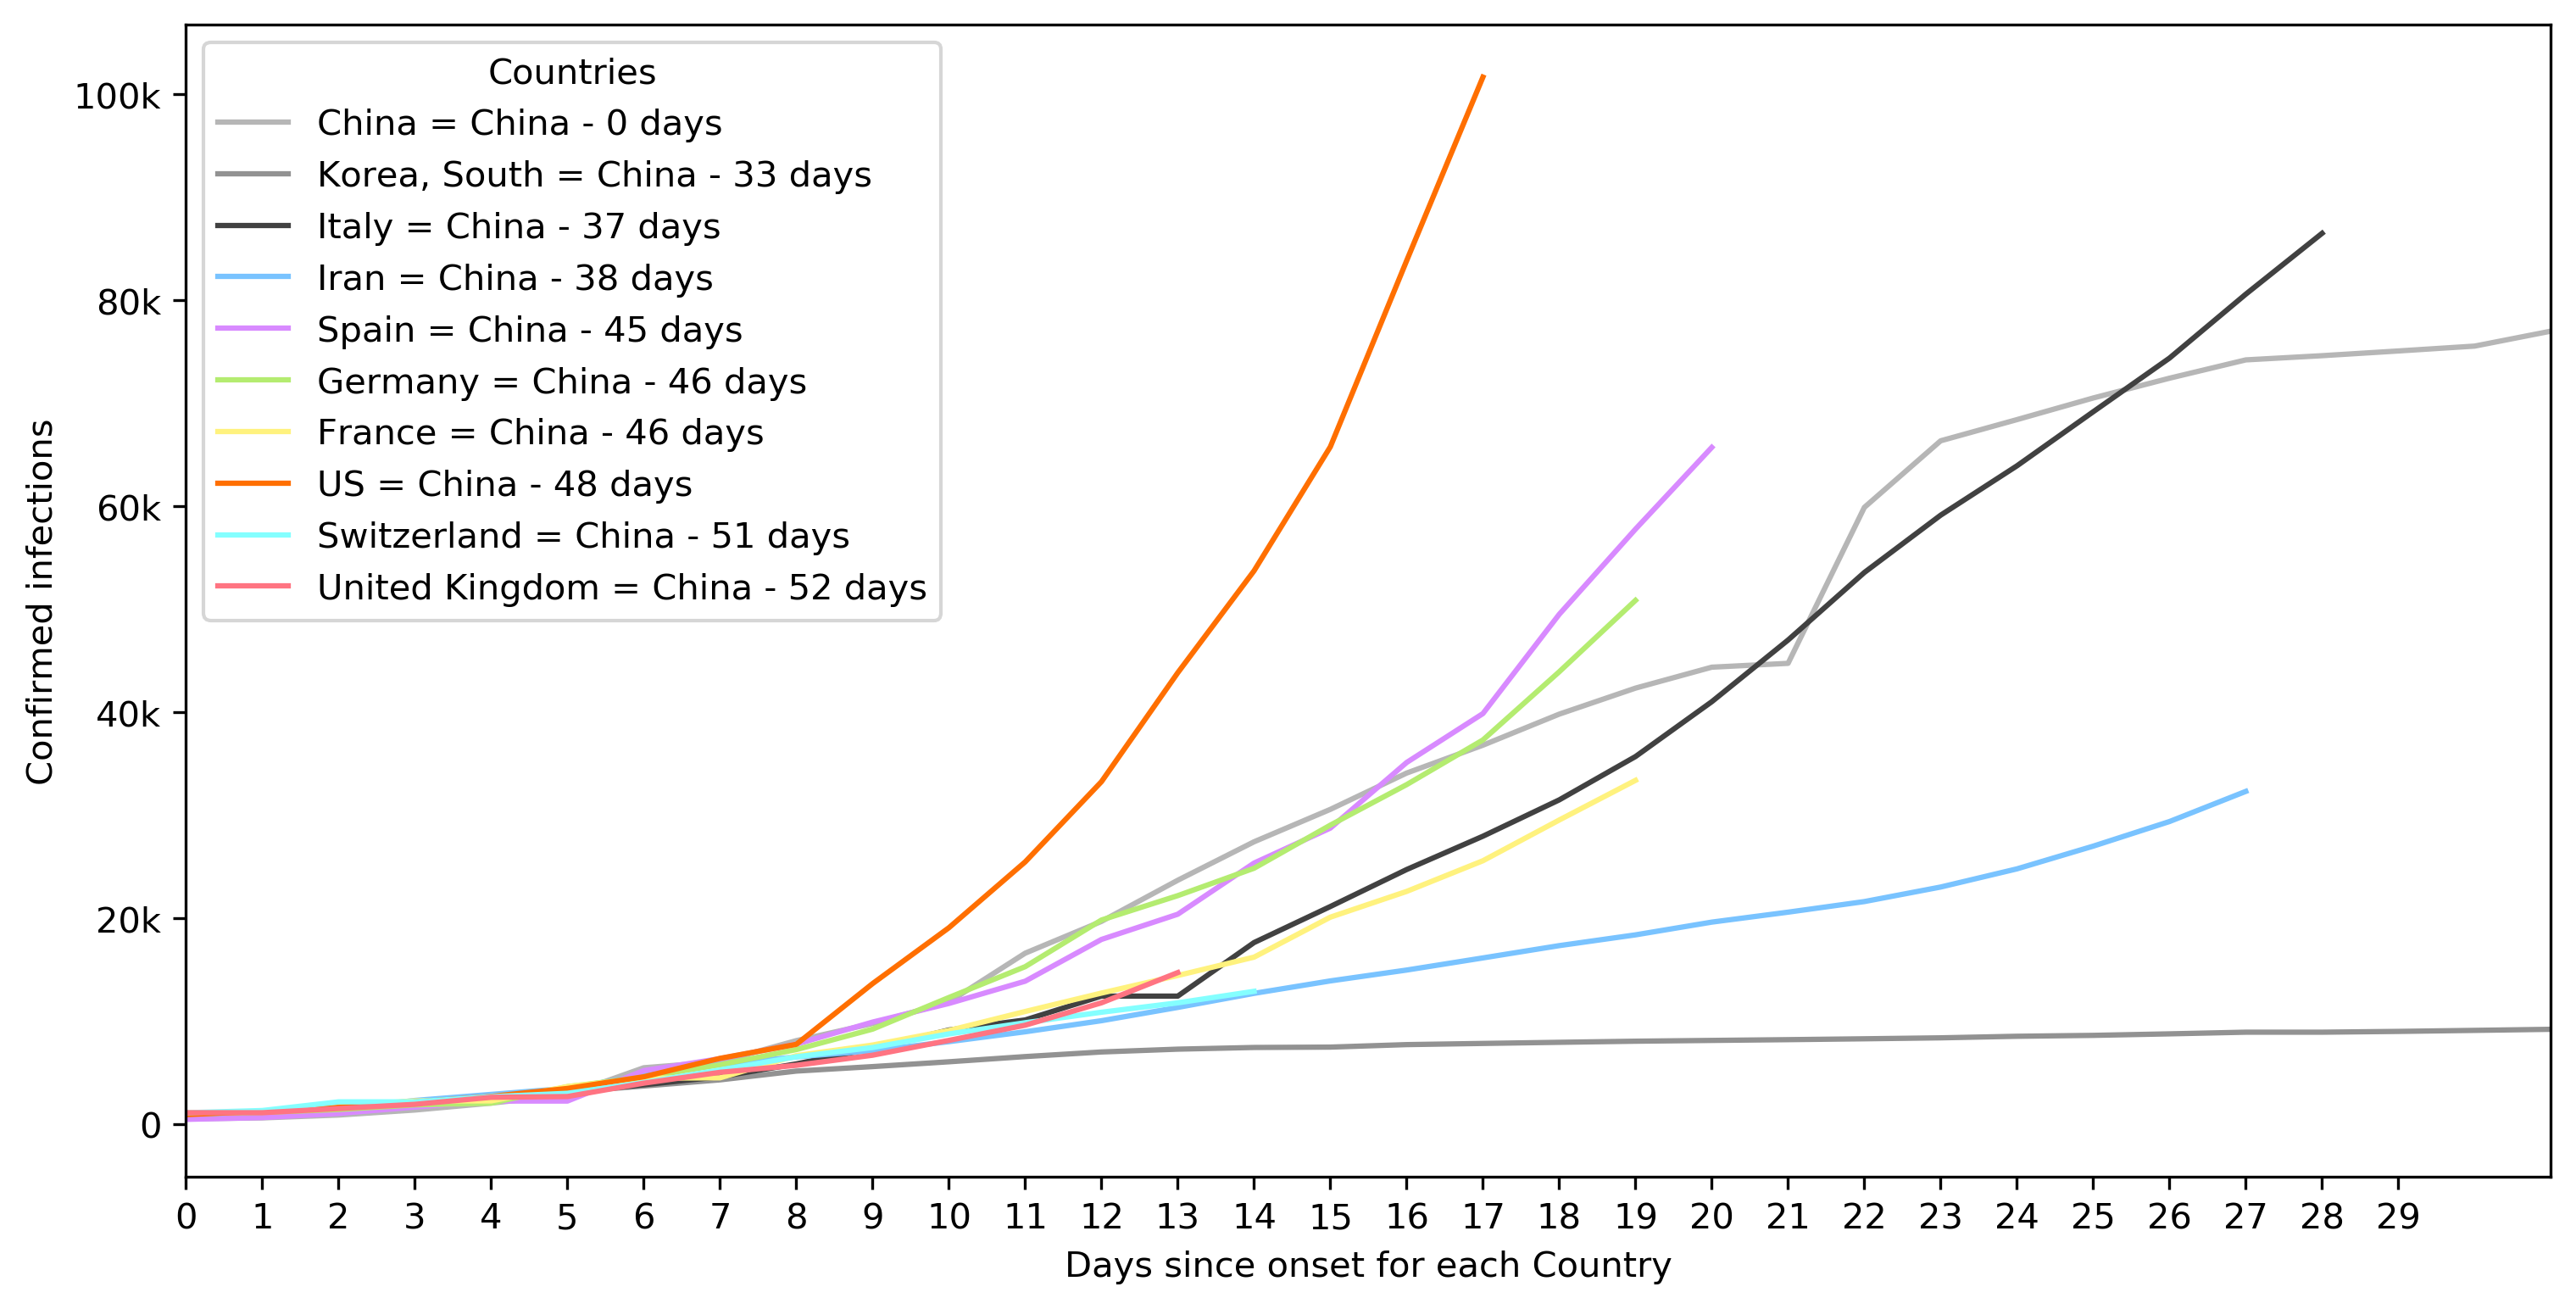 Countries
China = China - 0 days
Korea, South = China - 33 days
Italy = China - 37 days
Iran = China - 38 days
Spain = China - 45 days
Germany = China - 46 days
France = China - 46 days
US = China - 48 days
Switzerland = China - 51 days
United Kingdom = China - 52 days
100k
80k
60k
40k
20k
0
Confirmed infections
0 1 2 3 4 5 6 7 8 9 10 11 12 13 14 15 16 17 18 19 20 21 22 23 24 25 26 27 28 29
Days since onset for each Country